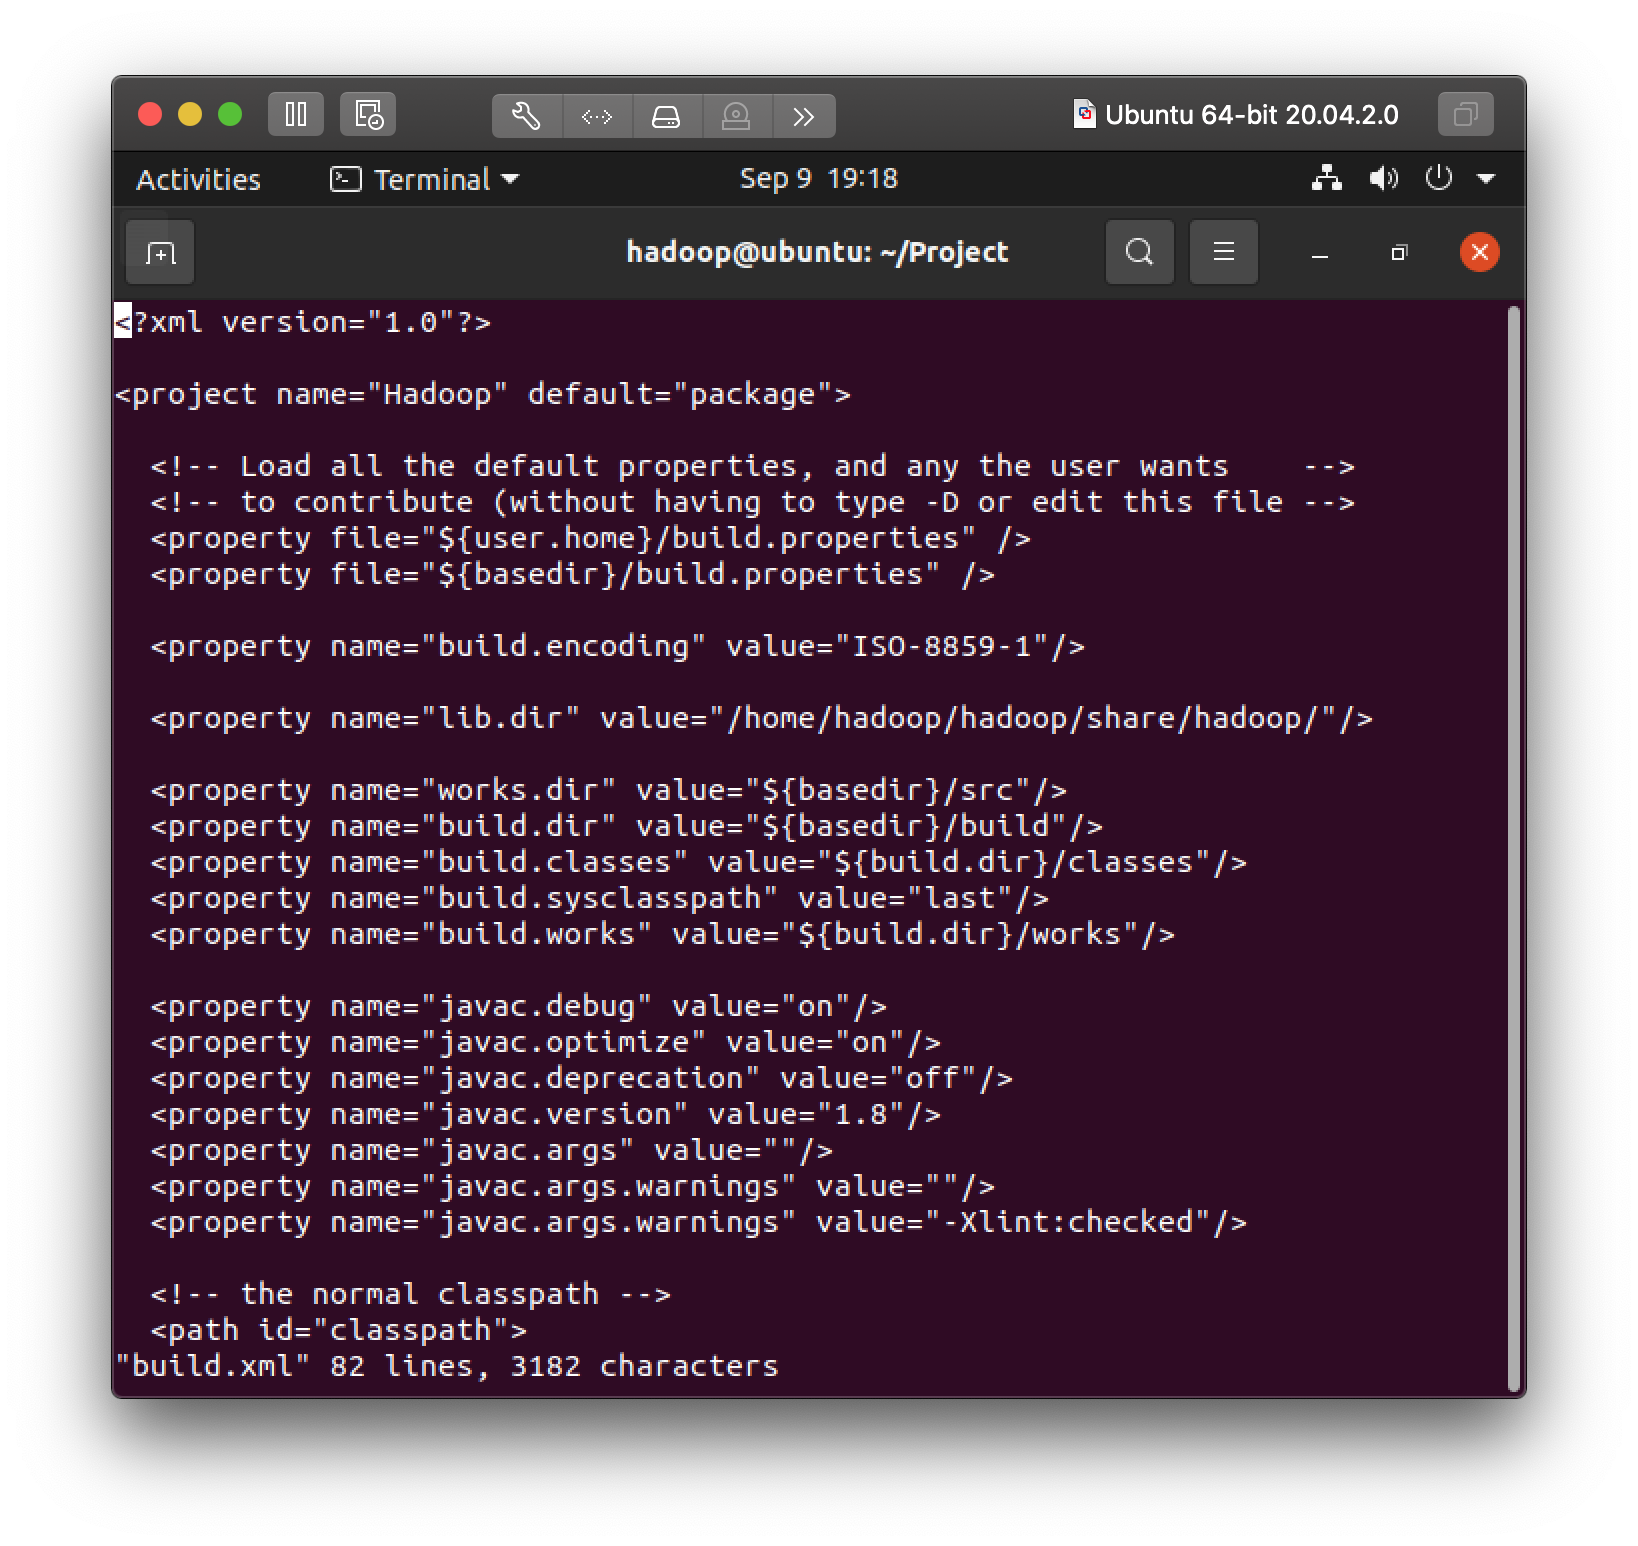 Ubuntu 64-bit 20.04.2.0
Activities Terminal Sep 9 19:18
hadoop@ubuntu: ~/Project
<?xml version="1.0"?>
<project name="Hadoop" default="package">
  <!-- Load all the default properties, and any the user wants    -->
  <!-- to contribute (without having to type -D or edit this file -->
  <property file="${user.home}/build.properties" />
  <property file="${basedir}/build.properties" />
  <property name="build.encoding" value="ISO-8859-1"/>
  <property name="lib.dir" value="/home/hadoop/hadoop/share/hadoop/"/>
  <property name="works.dir" value="${basedir}/src"/>
  <property name="build.dir" value="${basedir}/build"/>
  <property name="build.classes" value="${build.dir}/classes"/>
  <property name="build.sysclasspath" value="last"/>
  <property name="build.works" value="${build.dir}/works"/>
  <property name="javac.debug" value="on"/>
  <property name="javac.optimize" value="on"/>
  <property name="javac.deprecation" value="off"/>
  <property name="javac.version" value="1.8"/>
  <property name="javac.args" value=""/>
  <property name="javac.args.warnings" value=""/>
  <property name="javac.args.warnings" value="-Xlint:checked"/>
  <!-- the normal classpath -->
  <path id="classpath">
"build.xml" 82 lines, 3182 characters